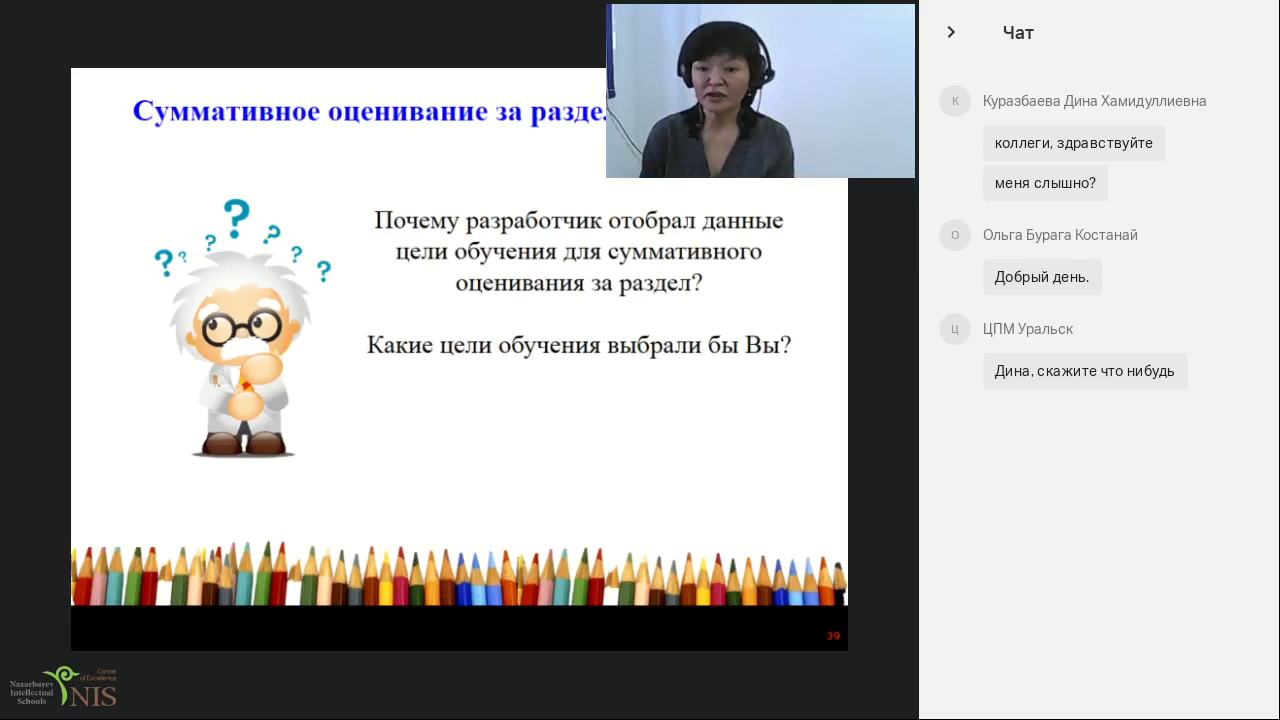 Суммативное оценивание за разде
Почему разработчик отобрал данные
цели обучения для суммативного
оценивания за раздел?
Какие цели обучения выбрали бы Вы?
39
Nazarbayev
Intellectual
Schools
NIS
Center
of Excellence
Чат
К
Куразбаева Дина Хамидуллиевна
коллеги, здравствуйте
меня слышно?
О
Ольга Бурага Костанай
Добрый день.
Ц
ЦПМ Уральск
Дина, скажите что нибудь